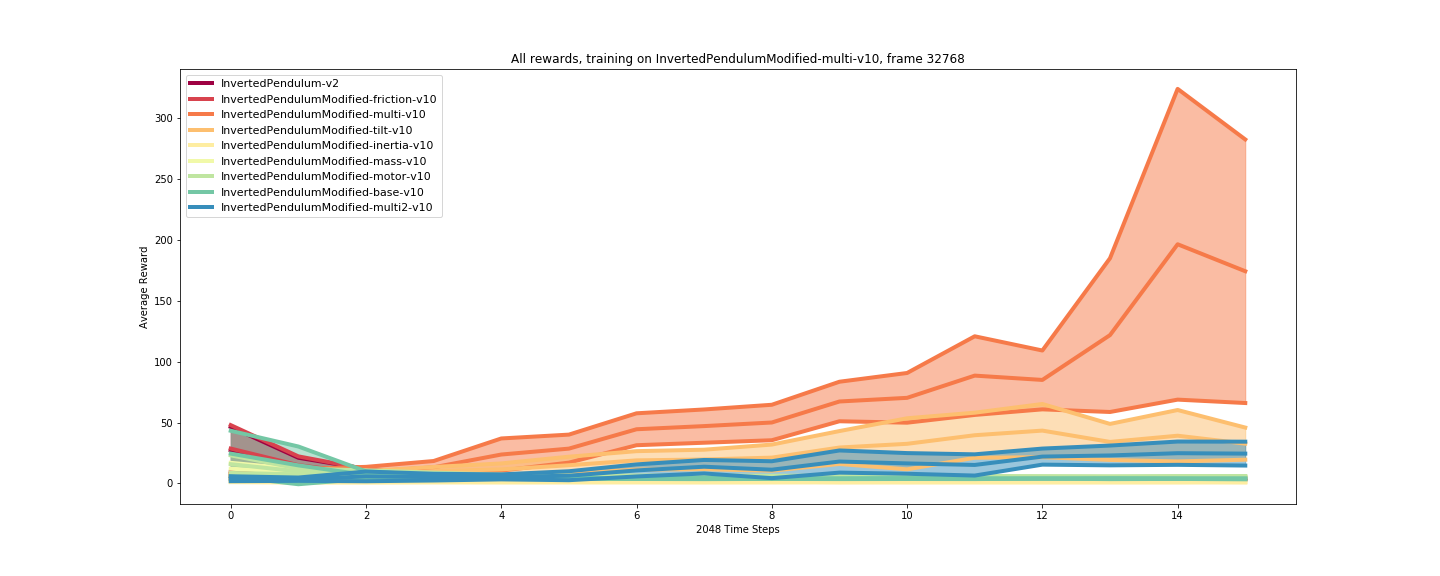 All rewards, training on InvertedPendulumModified-multi-v10, frame 32768
InvertedPendulum-v2
InvertedPendulumModified-friction-v10
InvertedPendulumModified-multi-v10
InvertedPendulumModified-tilt-v10
InvertedPendulumModified-inertia-v10
InvertedPendulumModified-mass-v10
InvertedPendulumModified-motor-v10
InvertedPendulumModified-base-v10
InvertedPendulumModified-multi2-v10
Average Reward
300
250
200
150
100
50
0
0 2 4 6 8 10 12 14
2048 Time Steps